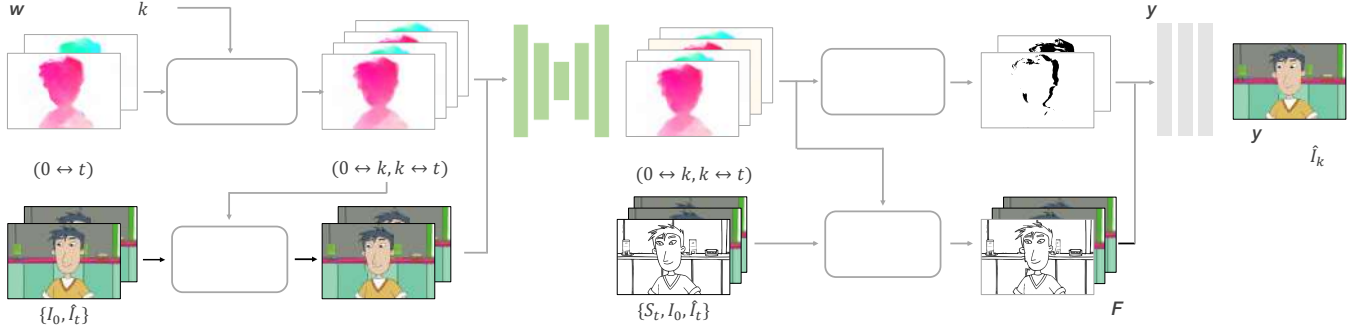 w
k
y
(0 ↔ t)
(0 ↔ k, k ↔ t)
(0 ↔ k, k ↔ t)
y
Î_k
{I_0, Î_t}
{S_t, I_0, Î_t}
F